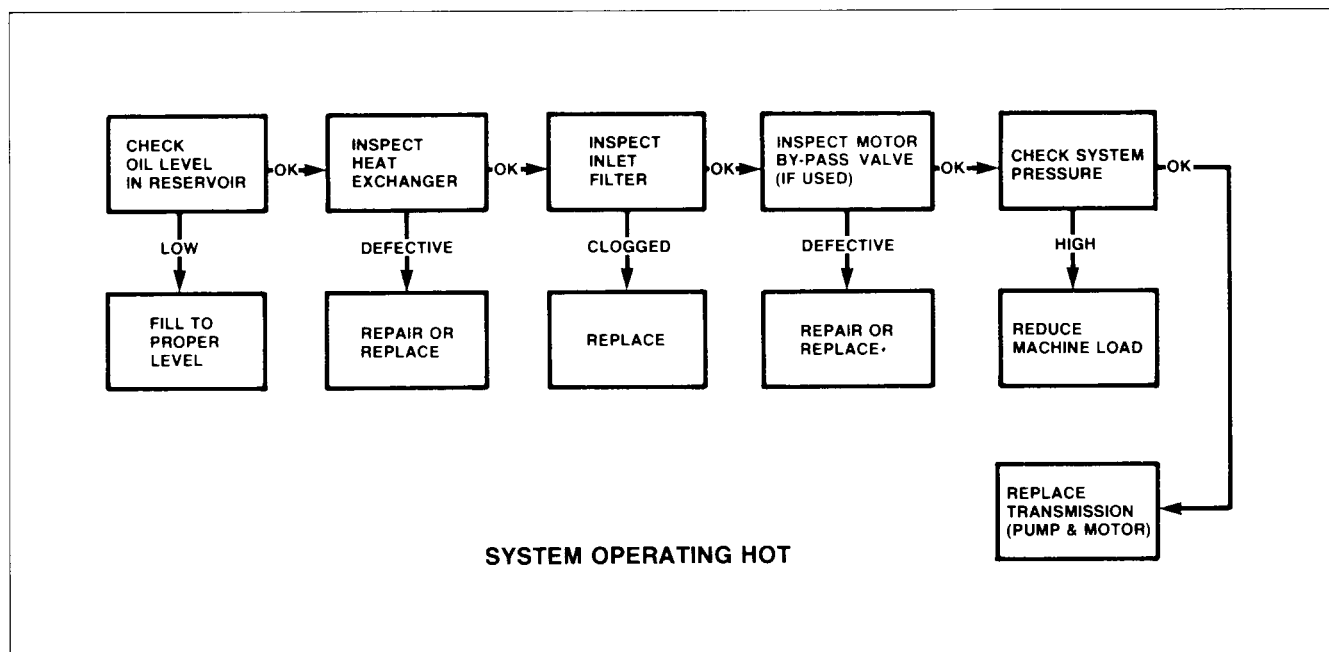 CHECK
OIL LEVEL
IN RESERVOIR
OK
INSPECT
HEAT
EXCHANGER
OK
INSPECT
INLET
FILTER
OK
INSPECT MOTOR
BY-PASS VALVE
(IF USED)
OK
CHECK SYSTEM
PRESSURE
OK
LOW
DEFECTIVE
CLOGGED
DEFECTIVE
HIGH
FILL TO
PROPER
LEVEL
REPAIR OR
REPLACE
REPLACE
REPAIR OR
REPLACE.
REDUCE
MACHINE LOAD
REPLACE
TRANSMISSION
(PUMP & MOTOR)
SYSTEM OPERATING HOT